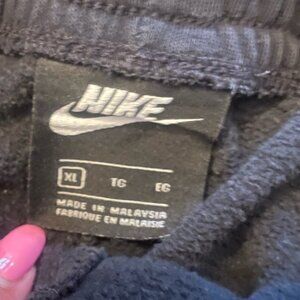 NIKE
XL TG EG
MADE IN MALAYSIA
FABRIQUE EN MALAISIE